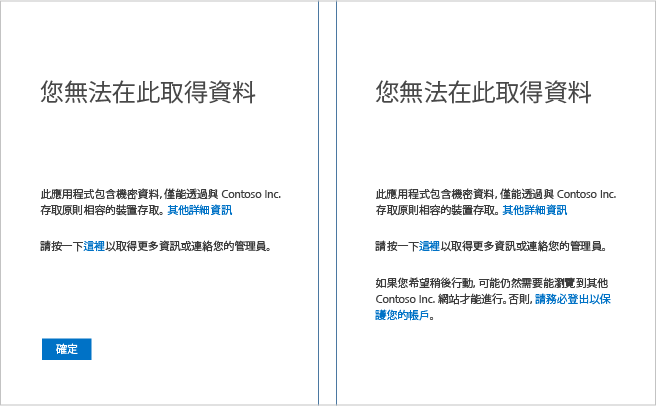 您無法在此取得資料
此應用程式包含機密資料, 僅能透過與 Contoso Inc.
存取原則相容的裝置存取。其他詳細資訊
請按一下這裡以取得更多資訊或連絡您的管理員。
確定
您無法在此取得資料
此應用程式包含機密資料, 僅能透過與 Contoso Inc.
存取原則相容的裝置存取。其他詳細資訊
請按一下這裡以取得更多資訊或連絡您的管理員。
如果您希望稍後行動, 可能仍然需要能瀏覽到其他
Contoso Inc. 網站才能進行。否則, 請務必登出以保
護您的帳戶。